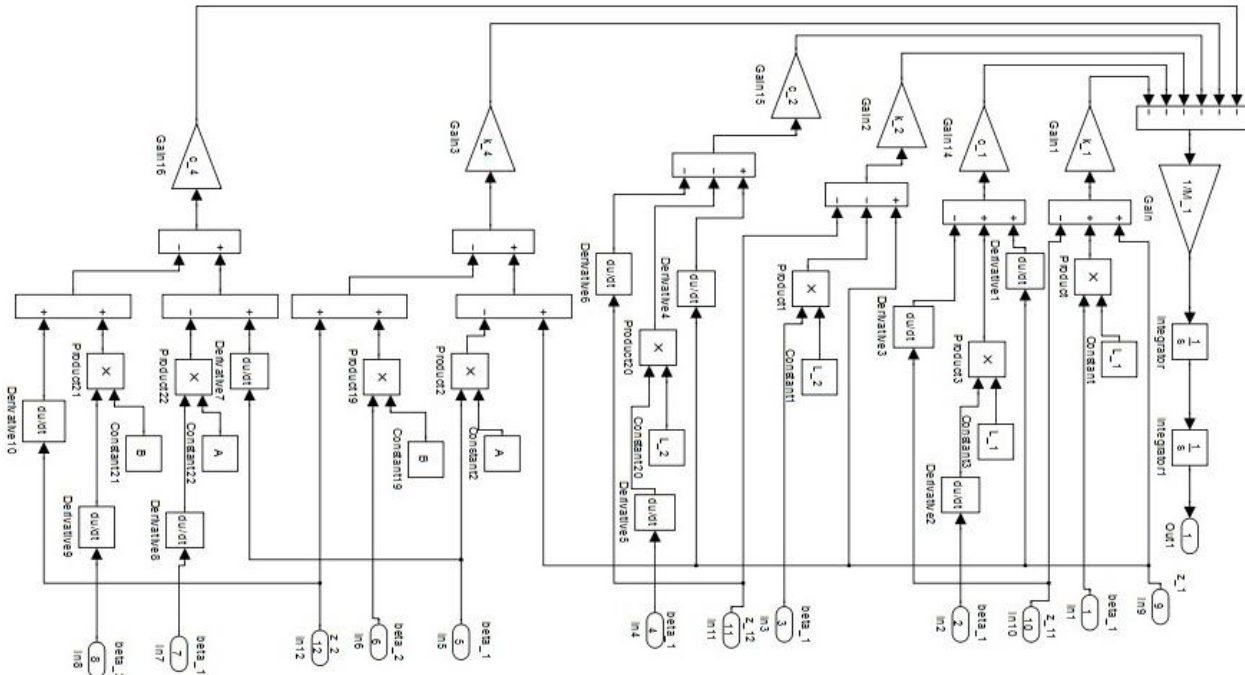 1
Out1
1/s
Integrator1
1/s
Integrator
1/M_1
Gain
− − − − − −
z_1
9
In9
L_1
Constant
×
Product
+ + −
k_1
Gain1
beta_1
1
In1
z_11
10
In10
du/dt
Derivative1
L_1
Constant3
×
Product3
+ + −
c_1
Gain14
beta_1
2
In2
du/dt
Derivative2
du/dt
Derivative3
+ − −
k_2
Gain2
L_2
Constant1
×
Product1
beta_1
3
In3
z_12
11
In11
+ − −
c_2
Gain15
du/dt
Derivative4
L_2
Constant20
×
Product20
beta_1
4
In4
du/dt
Derivative5
du/dt
Derivative6
k_4
Gain3
+ −
+ −
A
Constant2
×
Product2
beta_1
5
In5
+ +
B
Constant19
×
Product19
beta_2
6
In6
z_2
12
In12
c_4
Gain16
+ −
+ −
du/dt
Derivative7
A
Constant22
×
Product22
du/dt
Derivative8
beta_1
7
In7
+ +
B
Constant21
×
Product21
du/dt
Derivative9
8
In8
du/dt
Derivative10